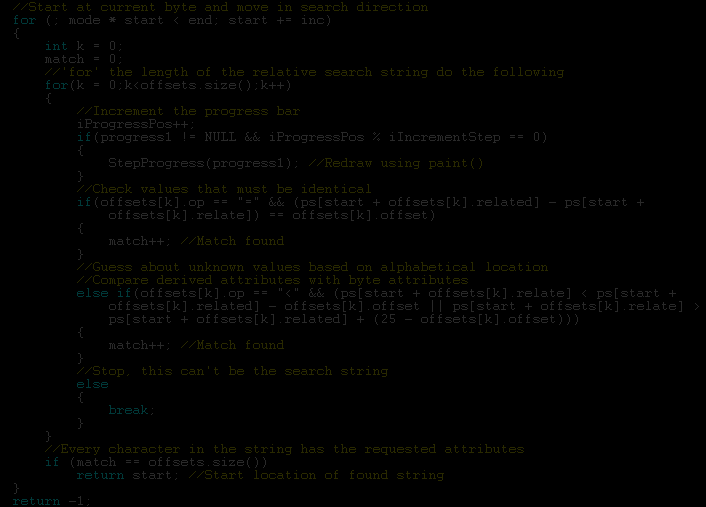 //Start at current byte and move in search direction
for (; mode * start < end; start += inc)
{
int k = 0;
match = 0;
//'for' the length of the relative search string do the following
for(k = 0;k<offsets.size();k++)
{
//Increment the progress bar
iProgressPos++;
if(progress1 != NULL && iProgressPos % iIncrementStep == 0)
{
StepProgress(progress1); //Redraw using paint()
}
//Check values that must be identical
if(offsets[k].op == "=" && (ps[start + offsets[k].related] - ps[start +
offsets[k].relate]) == offsets[k].offset)
{
match++; //Match found
}
//Guess about unknown values based on alphabetical location
//Compare derived attributes with byte attributes
else if(offsets[k].op == "<" && (ps[start + offsets[k].relate] < ps[start +
offsets[k].related] - offsets[k].offset || ps[start + offsets[k].relate] >
ps[start + offsets[k].related] + (25 - offsets[k].offset)))
{
match++; //Match found
}
//Stop, this can't be the search string
else
{
break;
}
}
//Every character in the string has the requested attributes
if (match == offsets.size())
return start; //Start location of found string
}
return -1;